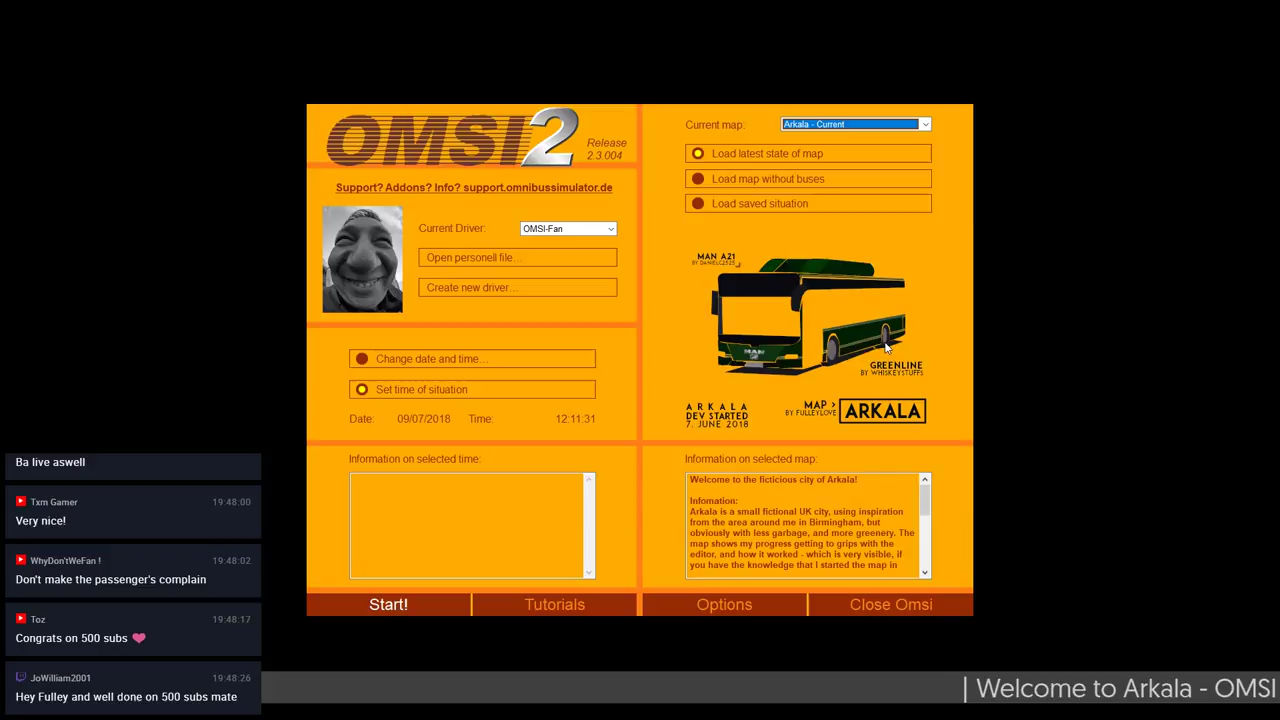 OMSI 2
Release
2.3.004
Support? Addons? Info? support.omnibussimulator.de
Current Driver:
OMSI-Fan
Open personell file...
Create new driver...
Change date and time...
Set time of situation
Date:
09/07/2018
Time:
12:11:31
Information on selected time:
Current map:
Arkala - Current
Load latest state of map
Load map without buses
Load saved situation
MAN A21
BY DANIELC2525
MAN
GREENLINE
BY WHISKEYSTUFFS
ARKALA
DEV STARTED
7. JUNE 2018
MAP >
BY FULLEYLOVE
ARKALA
Information on selected map:
Welcome to the ficticious city of Arkala!
Infomation:
Arkala is a small fictional UK city, using inspiration
from the area around me in Birmingham, but
obviously with less garbage, and more greenery. The
map shows my progress getting to grips with the
editor, and how it worked - which is very visible, if
you have the knowledge that I started the map in
Start!
Tutorials
Options
Close Omsi
Ba live aswell
Txm Gamer
19:48:00
Very nice!
WhyDon'tWeFan !
19:48:02
Don't make the passenger's complain
Toz
19:48:17
Congrats on 500 subs
JoWilliam2001
19:48:26
Hey Fulley and well done on 500 subs mate
| Welcome to Arkala - OMSI